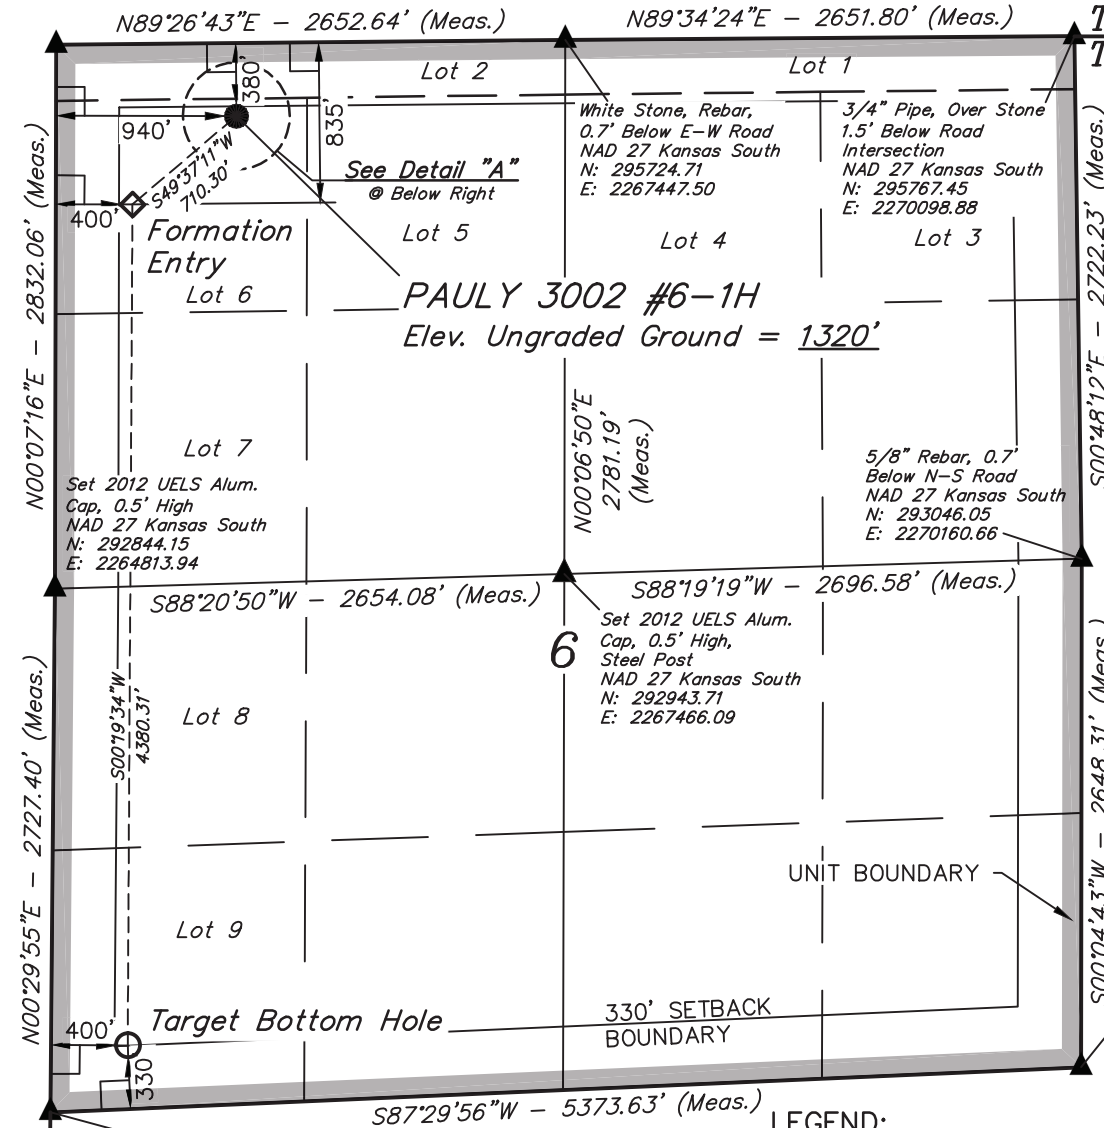 N89°26'43"E - 2652.64' (Meas.)
N89°34'24"E - 2651.80' (Meas.)
T
T
Lot 2
Lot 1
380'
940'
835'
S49°37'11"W
710.30'
See Detail "A"
@ Below Right
White Stone, Rebar,
0.7' Below E-W Road
NAD 27 Kansas South
N: 295724.71
E: 2267447.50
3/4" Pipe, Over Stone
1.5' Below Road
Intersection
NAD 27 Kansas South
N: 295767.45
E: 2270098.88
400'
Formation
Entry
Lot 5
Lot 4
Lot 3
Lot 6
PAULY 3002 #6-1H
Elev. Ungraded Ground = 1320'
N00°07'16"E - 2832.06' (Meas.)
S00°48'12"E - 2722.23' (Meas.)
N00°06'50"E
2781.19'
(Meas.)
Lot 7
Set 2012 UELS Alum.
Cap, 0.5' High
NAD 27 Kansas South
N: 292844.15
E: 2264813.94
5/8" Rebar, 0.7'
Below N-S Road
NAD 27 Kansas South
N: 293046.05
E: 2270160.66
S88°20'50"W - 2654.08' (Meas.)
S88°19'19"W - 2696.58' (Meas.)
6
Set 2012 UELS Alum.
Cap, 0.5' High,
Steel Post
NAD 27 Kansas South
N: 292943.71
E: 2267466.09
S00°19'34"W
4380.31'
Lot 8
N00°29'55"E - 2727.40' (Meas.)
S00°04'43"W - 2648.31' (Meas.)
UNIT BOUNDARY
Lot 9
400'
Target Bottom Hole
330' SETBACK
BOUNDARY
330'
S87°29'56"W - 5373.63' (Meas.)
LEGEND: